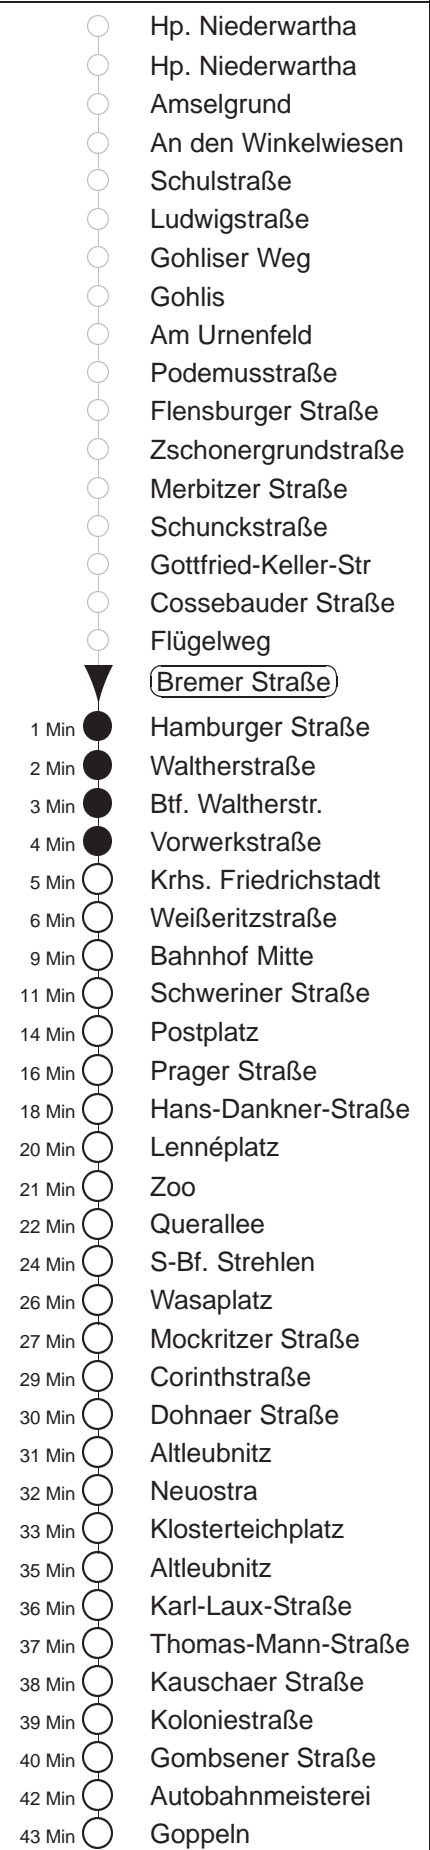 Hp. Niederwartha
Hp. Niederwartha
Amselgrund
An den Winkelwiesen
Schulstraße
Ludwigstraße
Gohliser Weg
Gohlis
Am Urnenfeld
Podemusstraße
Flensburger Straße
Zschonergrundstraße
Merbitzer Straße
Schunckstraße
Gottfried-Keller-Str
Cossebauder Straße
Flügelweg
Bremer Straße
1 Min Hamburger Straße
2 Min Waltherstraße
3 Min Btf. Waltherstr.
4 Min Vorwerkstraße
5 Min Krhs. Friedrichstadt
6 Min Weißeritzstraße
9 Min Bahnhof Mitte
11 Min Schweriner Straße
14 Min Postplatz
16 Min Prager Straße
18 Min Hans-Dankner-Straße
20 Min Lennéplatz
21 Min Zoo
22 Min Querallee
24 Min S-Bf. Strehlen
26 Min Wasaplatz
27 Min Mockritzer Straße
29 Min Corinthstraße
30 Min Dohnaer Straße
31 Min Altleubnitz
32 Min Neuostra
33 Min Klosterteichplatz
35 Min Altleubnitz
36 Min Karl-Laux-Straße
37 Min Thomas-Mann-Straße
38 Min Kauschaer Straße
39 Min Koloniestraße
40 Min Gombsener Straße
42 Min Autobahnmeisterei
43 Min Goppeln